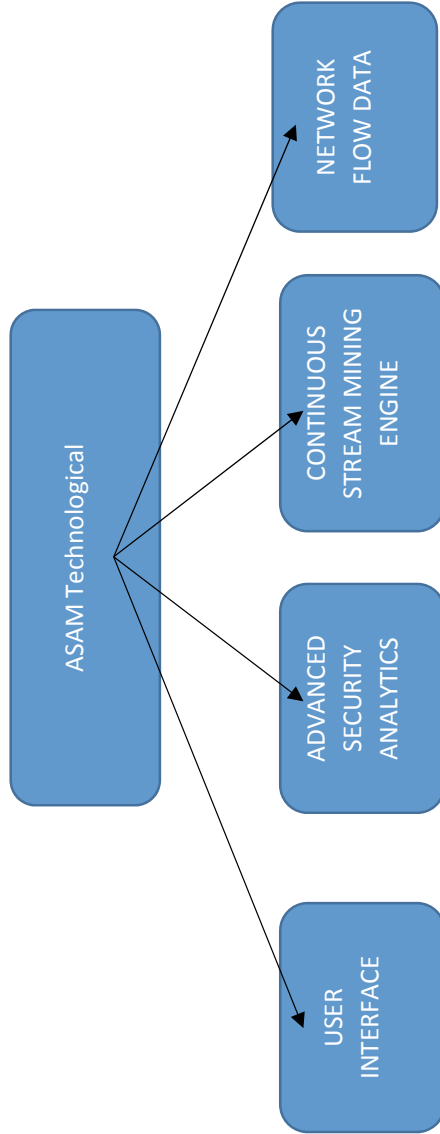 ASAM Technological
USER
INTERFACE
ADVANCED
SECURITY
ANALYTICS
CONTINUOUS
STREAM MINING
ENGINE
NETWORK
FLOW DATA